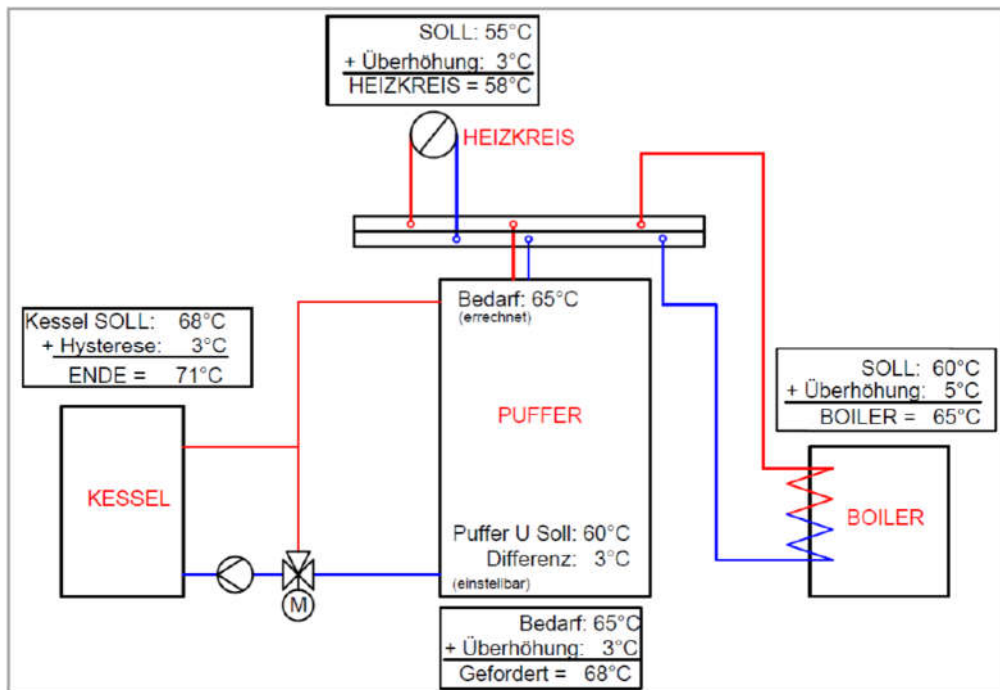 SOLL: 55°C
+ Überhöhung: 3°C
HEIZKREIS = 58°C
HEIZKREIS
Kessel SOLL: 68°C
+ Hysterese: 3°C
ENDE = 71°C
KESSEL
M
Bedarf: 65°C
(errechnet)
PUFFER
Puffer U Soll: 60°C
Differenz: 3°C
(einstellbar)
Bedarf: 65°C
+ Überhöhung: 3°C
Gefordert = 68°C
SOLL: 60°C
+ Überhöhung: 5°C
BOILER = 65°C
BOILER